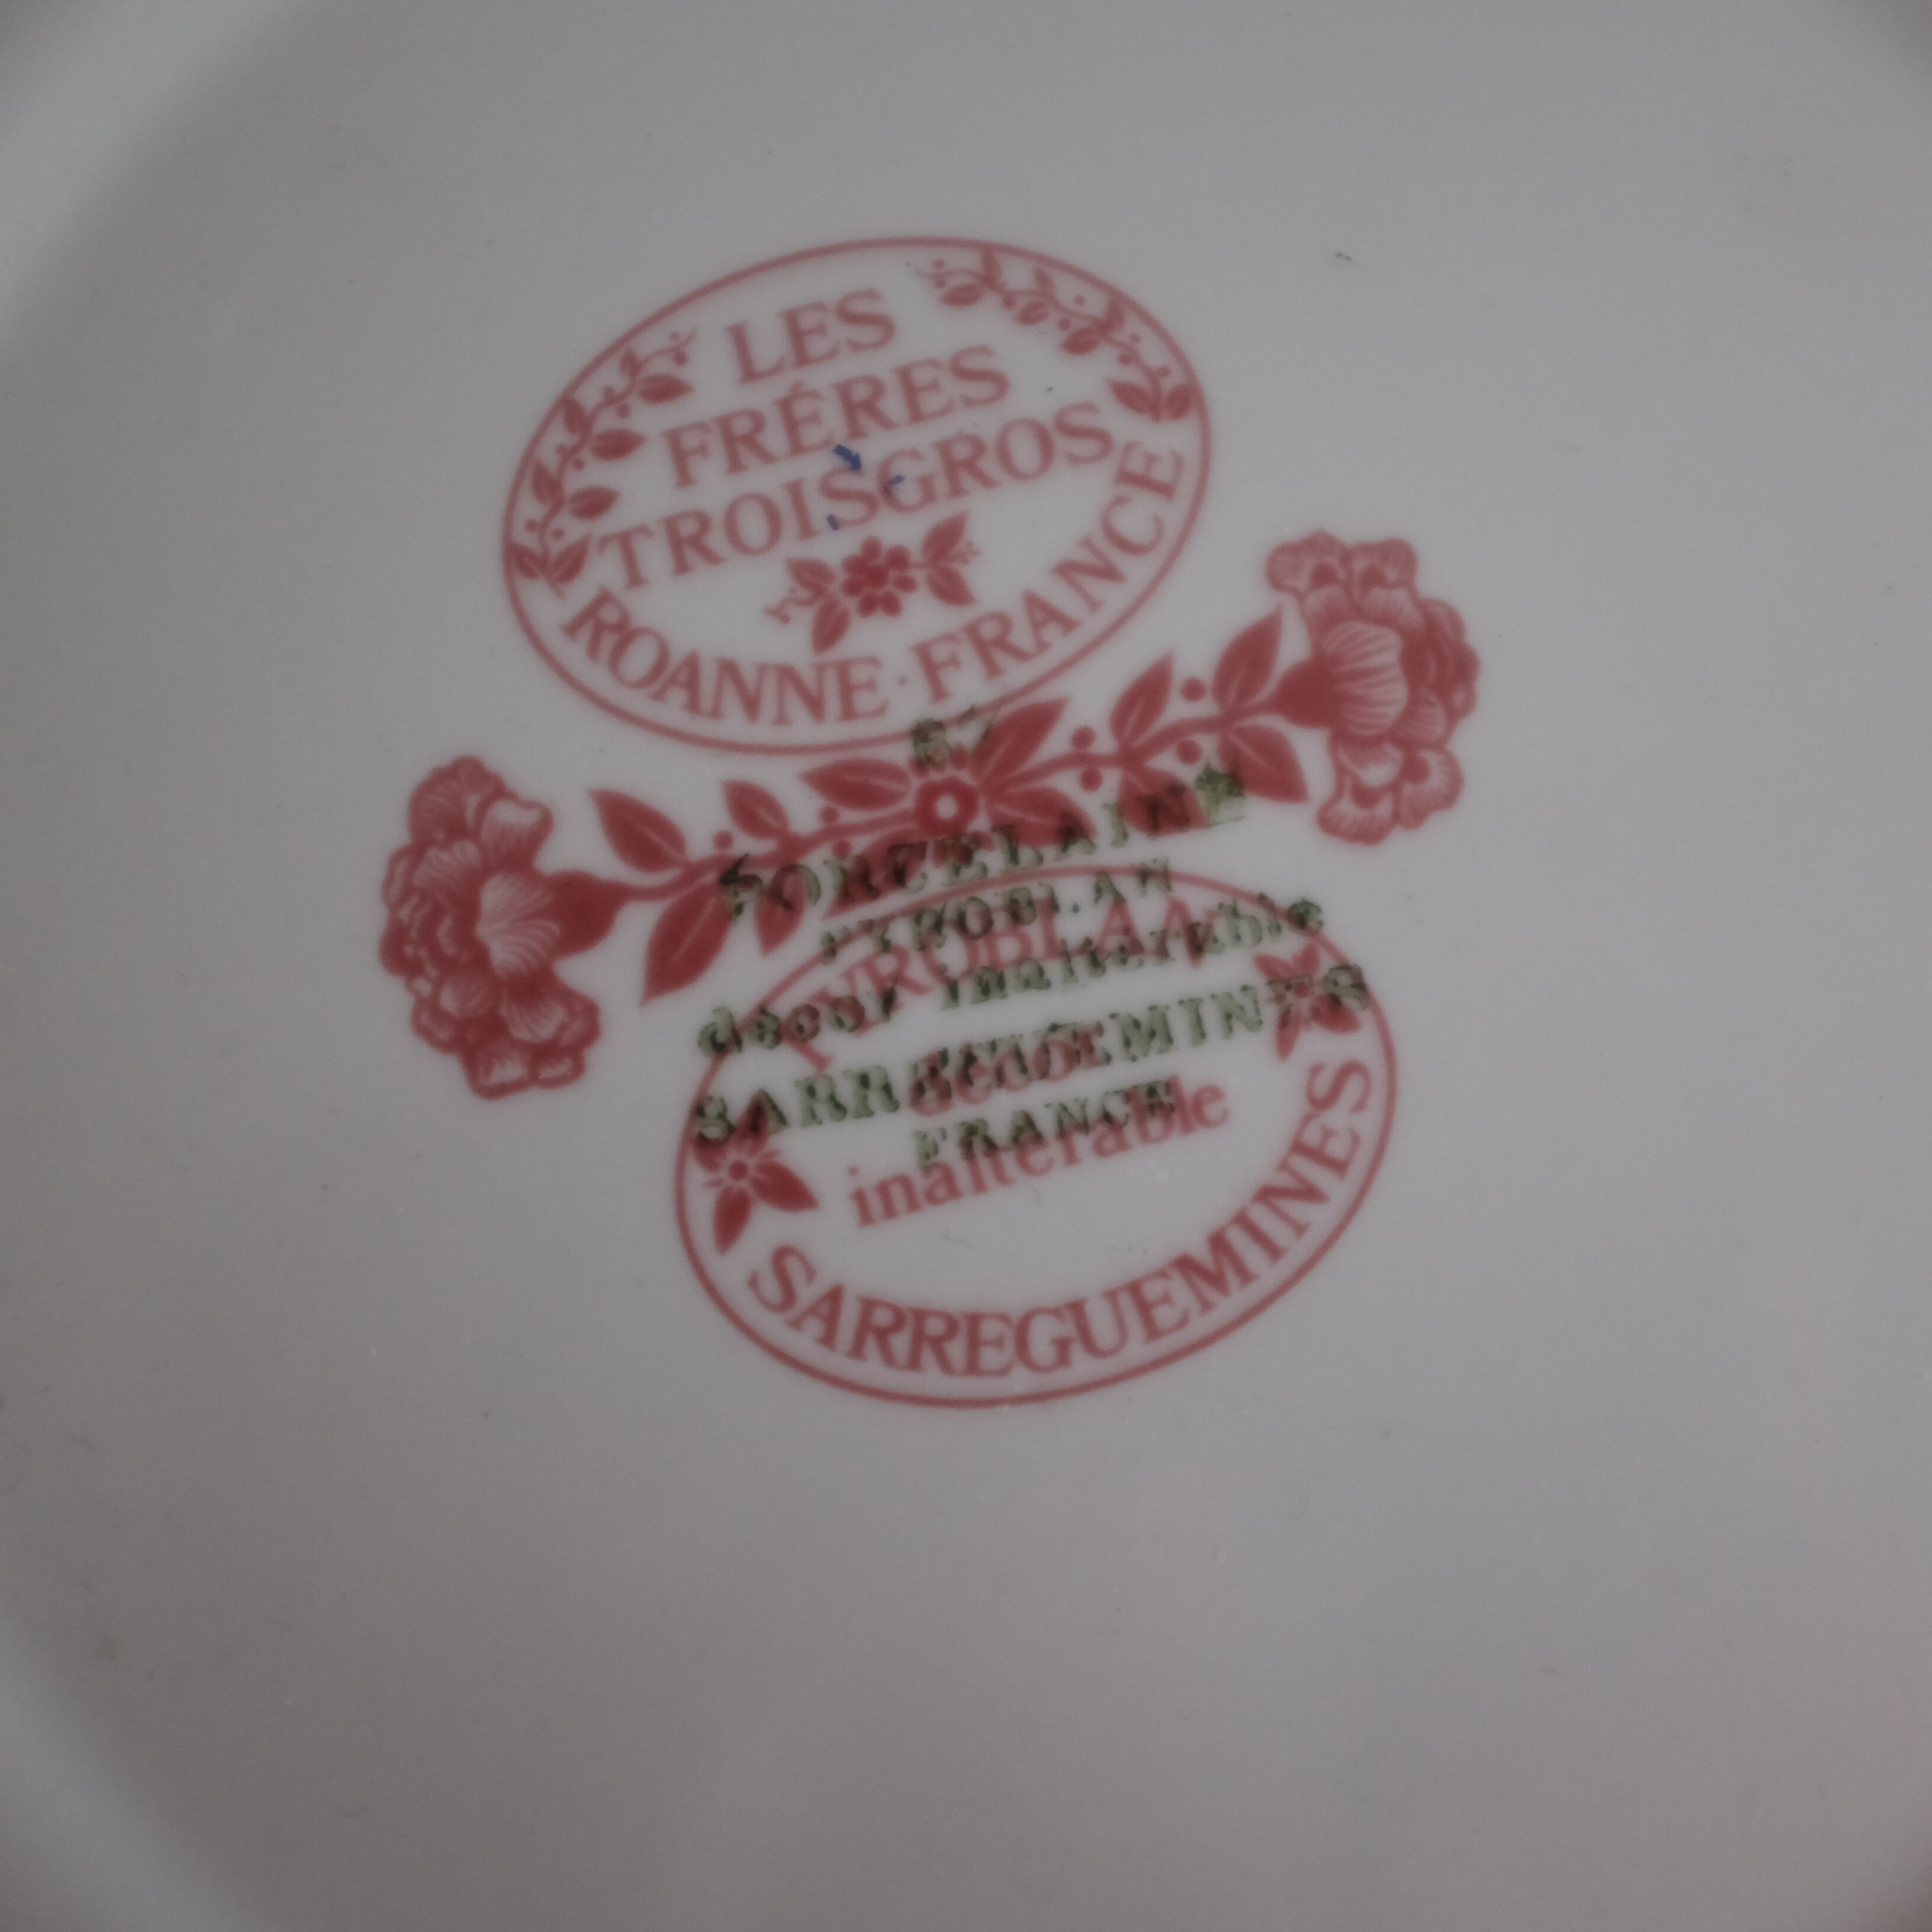 LES
FRÉRES
TROISGROS
ROANNE · FRANCE
PORCELAINE
PYROBLAN
décor inaltérable
SARREGUEMINES
FRANCE
PYROBLAN
décor
inaltérable
SARREGUEMINES